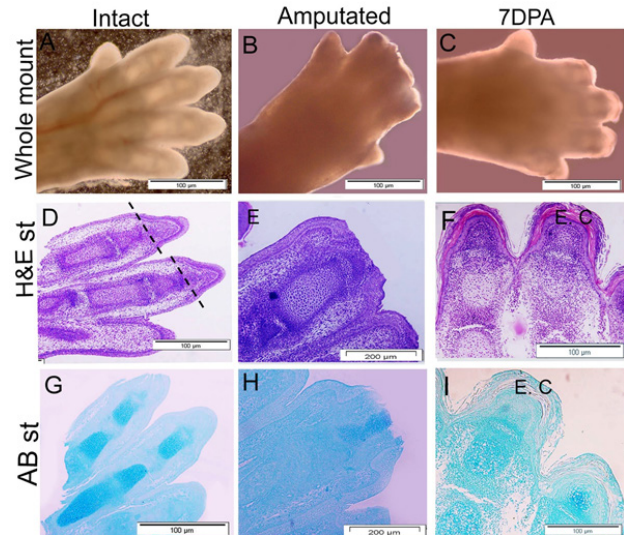 Intact Amputated 7DPA
Whole mount
A B C
100 µm 100 µm 100 µm
H&E st
D E F E. C
100 µm 200 µm 100 µm
AB st
G H I E. C
100 µm 200 µm 100 µm